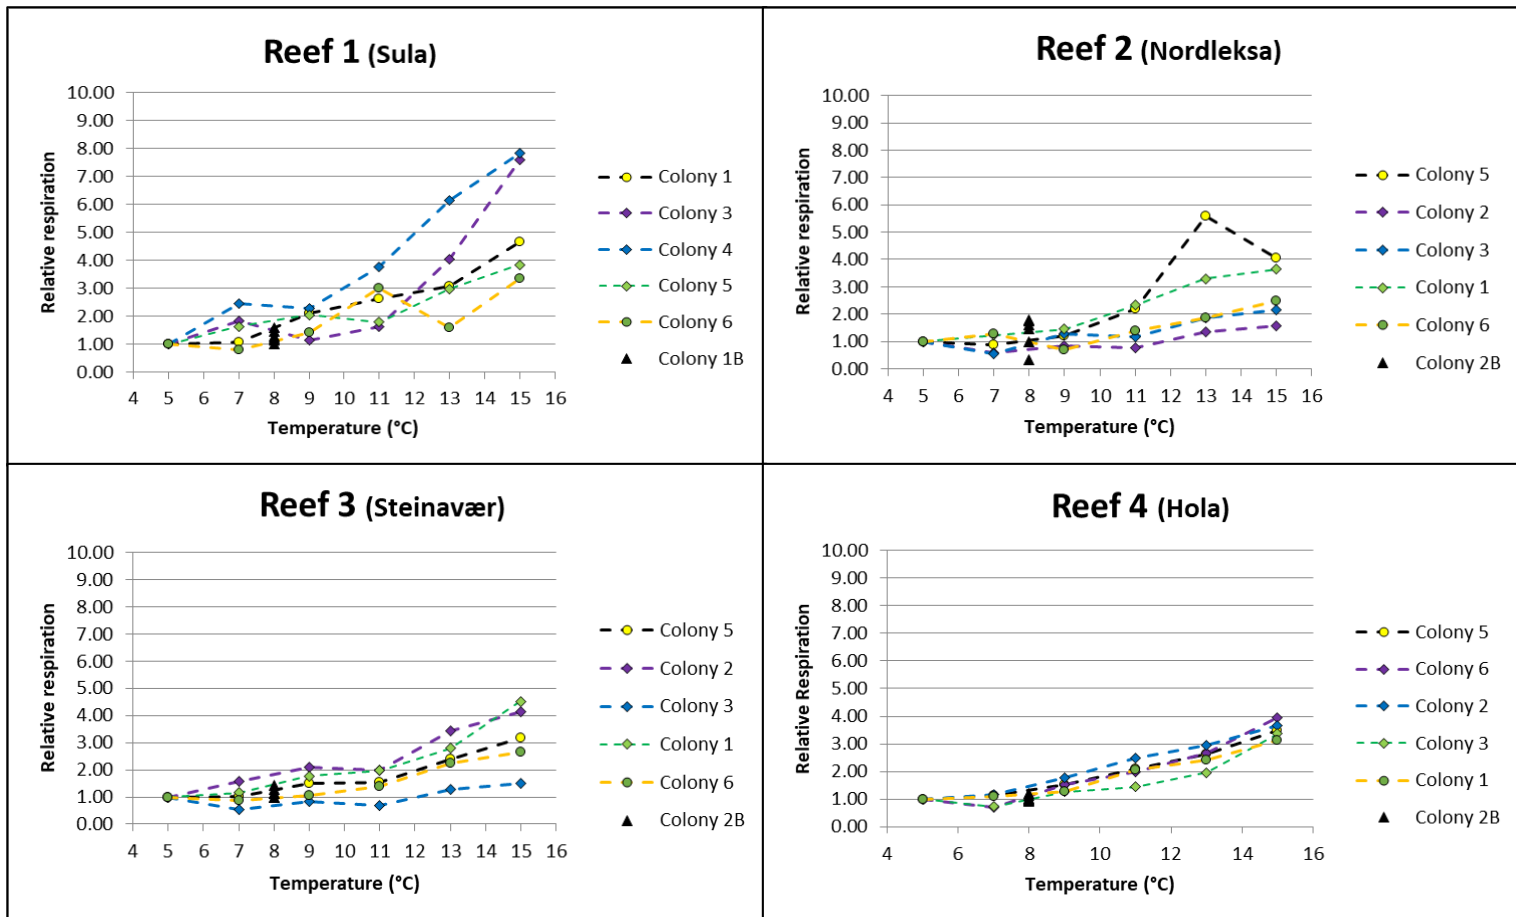 Reef 1 (Sula)
10.00
9.00
8.00
7.00
6.00
5.00
4.00
3.00
2.00
1.00
0.00
4 5 6 7 8 9 10 11 12 13 14 15 16
Relative respiration
Temperature (°C)
Colony 1
Colony 3
Colony 4
Colony 5
Colony 6
Colony 1B
Reef 2 (Nordleksa)
10.00
9.00
8.00
7.00
6.00
5.00
4.00
3.00
2.00
1.00
0.00
4 5 6 7 8 9 10 11 12 13 14 15 16
Relative respiration
Temperature (°C)
Colony 5
Colony 2
Colony 3
Colony 1
Colony 6
Colony 2B
Reef 3 (Steinavær)
10.00
9.00
8.00
7.00
6.00
5.00
4.00
3.00
2.00
1.00
0.00
4 5 6 7 8 9 10 11 12 13 14 15 16
Relative respiration
Temperature (°C)
Colony 5
Colony 2
Colony 3
Colony 1
Colony 6
Colony 2B
Reef 4 (Hola)
10.00
9.00
8.00
7.00
6.00
5.00
4.00
3.00
2.00
1.00
0.00
4 6 8 10 12 14 16
Relative Respiration
Temperature (°C)
Colony 5
Colony 6
Colony 2
Colony 3
Colony 1
Colony 2B